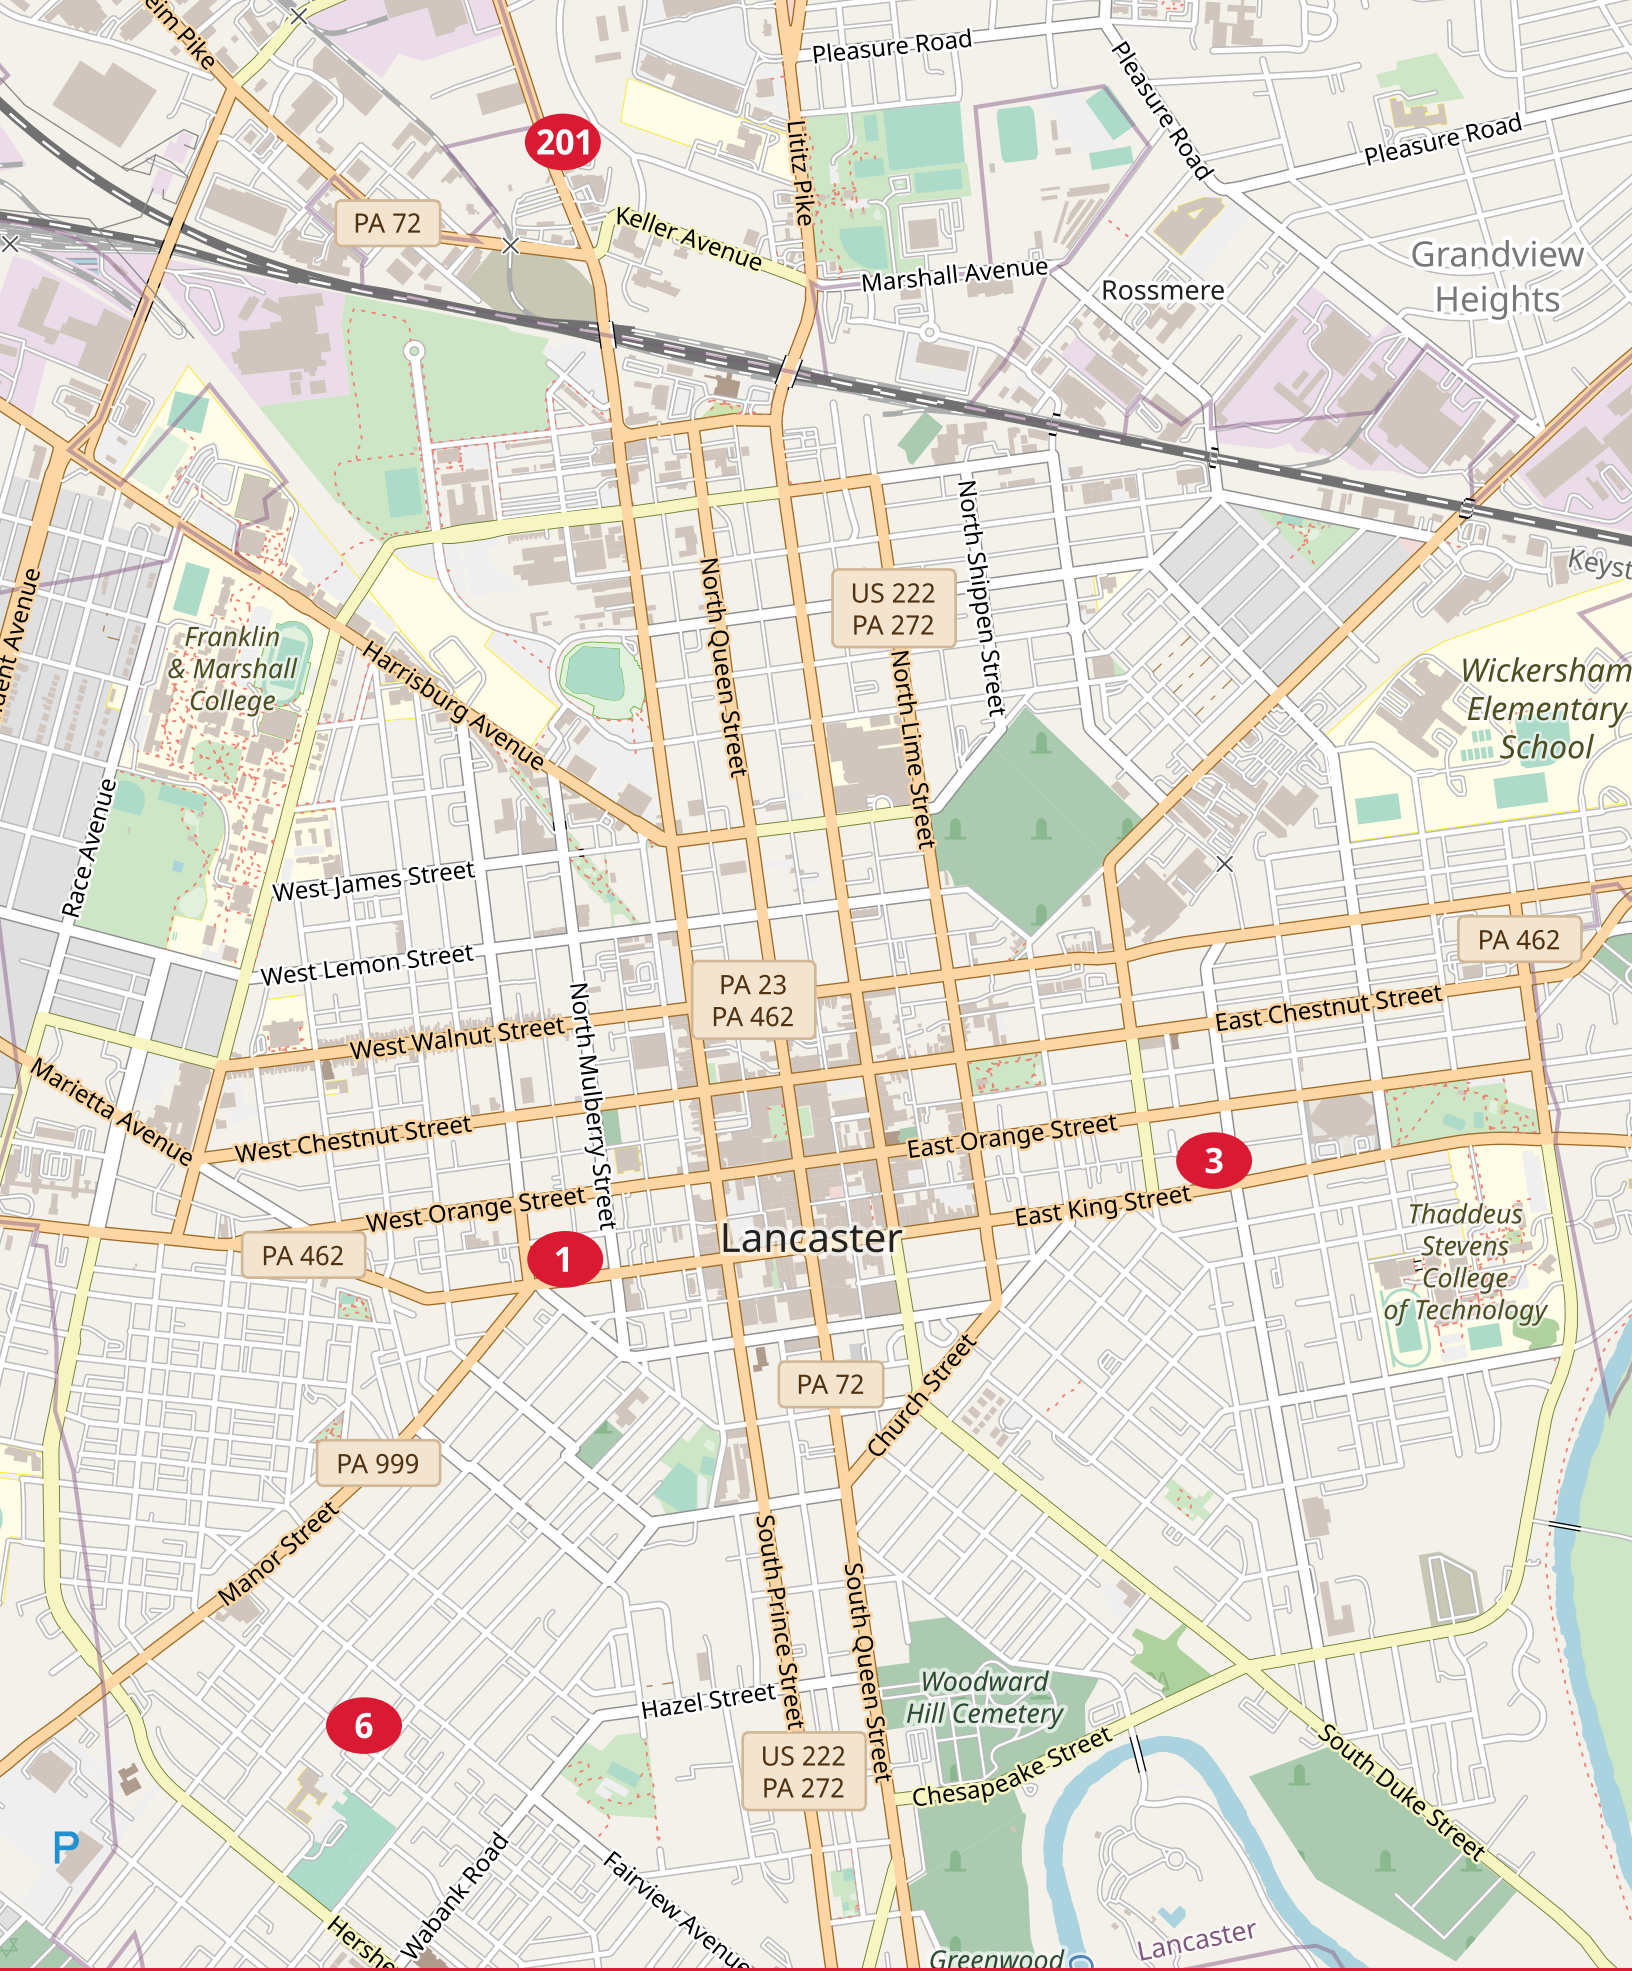 Pleasure Road
Pleasure Road
Pleasure Road
201
Lititz Pike
PA 72
Keller Avenue
Marshall Avenue
Rossmere
Grandview
Heights
North Shippen Street
US 222
PA 272
North Queen Street
North Lime Street
Franklin
& Marshall
College
Harrisburg Avenue
Wickersham
Elementary
School
Race Avenue
West James Street
West Lemon Street
PA 462
PA 23
PA 462
East Chestnut Street
North Mulberry Street
West Walnut Street
Marietta Avenue
West Chestnut Street
East Orange Street
3
West Orange Street
East King Street
Lancaster
Thaddeus
Stevens
College
of Technology
PA 462
1
PA 72
Church Street
PA 999
Manor Street
South Prince Street
South Queen Street
Woodward
Hill Cemetery
Hazel Street
6
US 222
PA 272
Chesapeake Street
South Duke Street
P
Wabank Road
Fairview Avenue
Lancaster
Greenwood